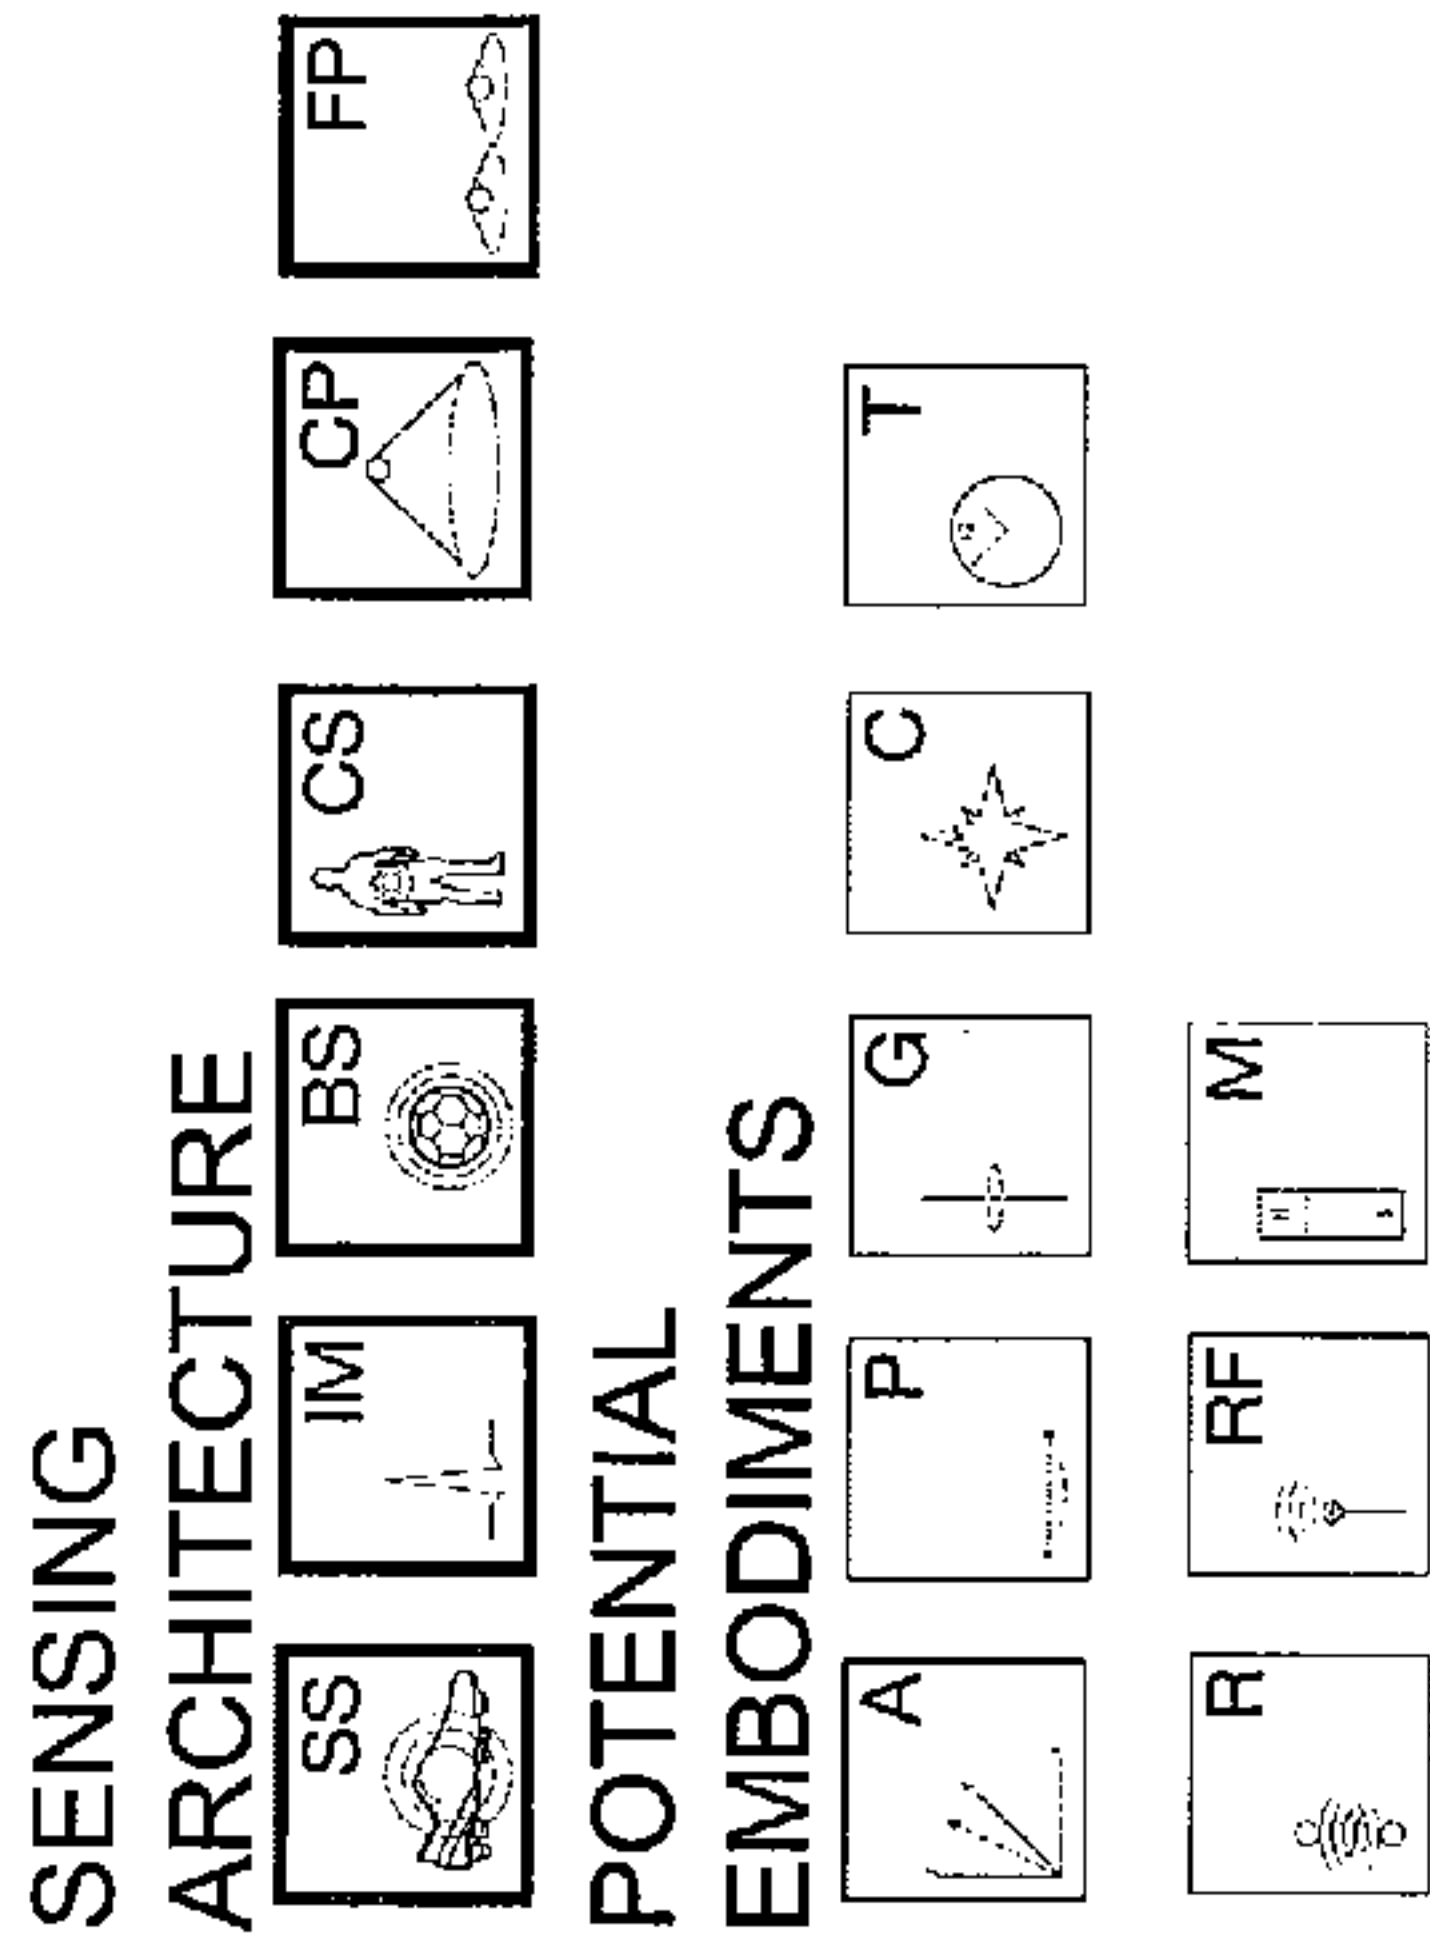 SENSING
ARCHITECTURE
SS IM BS CS CP FP
POTENTIAL
EMBODIMENTS
A P G C T
R RF M
N
S